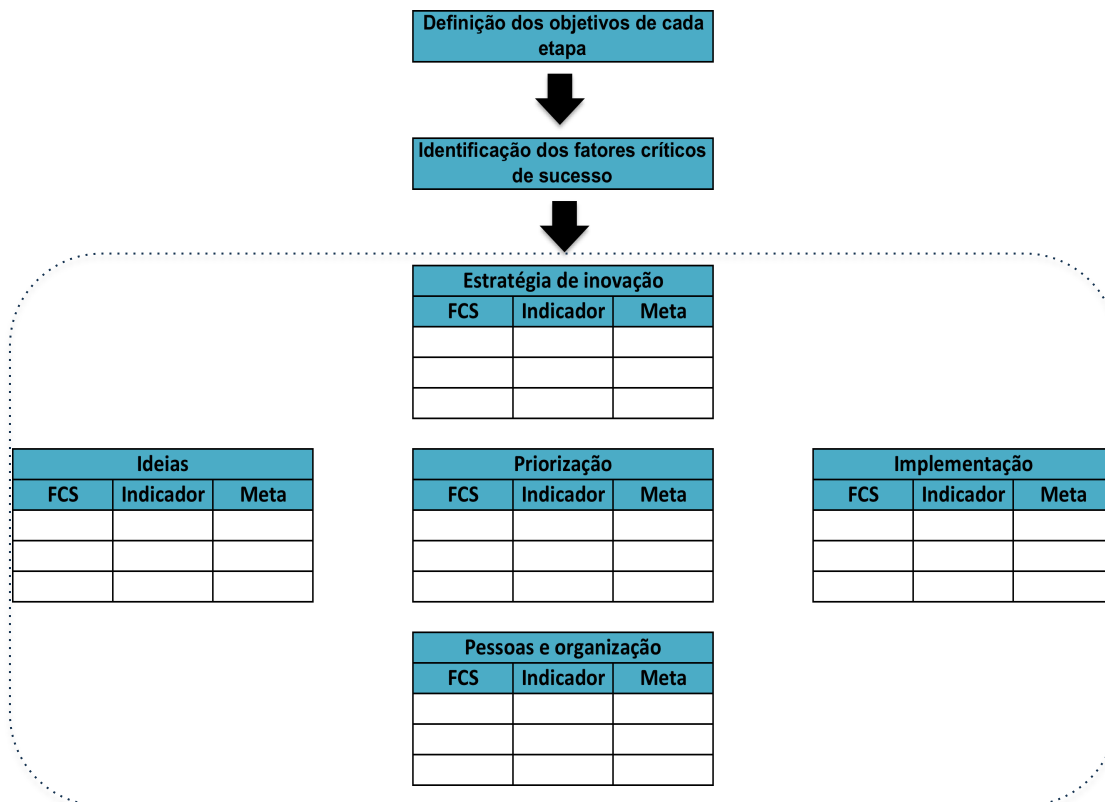 Definição dos objetivos de cada
etapa
Identificação dos fatores críticos
de sucesso
Estratégia de inovação
FCS Indicador Meta
Ideias
FCS Indicador Meta
Priorização
FCS Indicador Meta
Implementação
FCS Indicador Meta
Pessoas e organização
FCS Indicador Meta